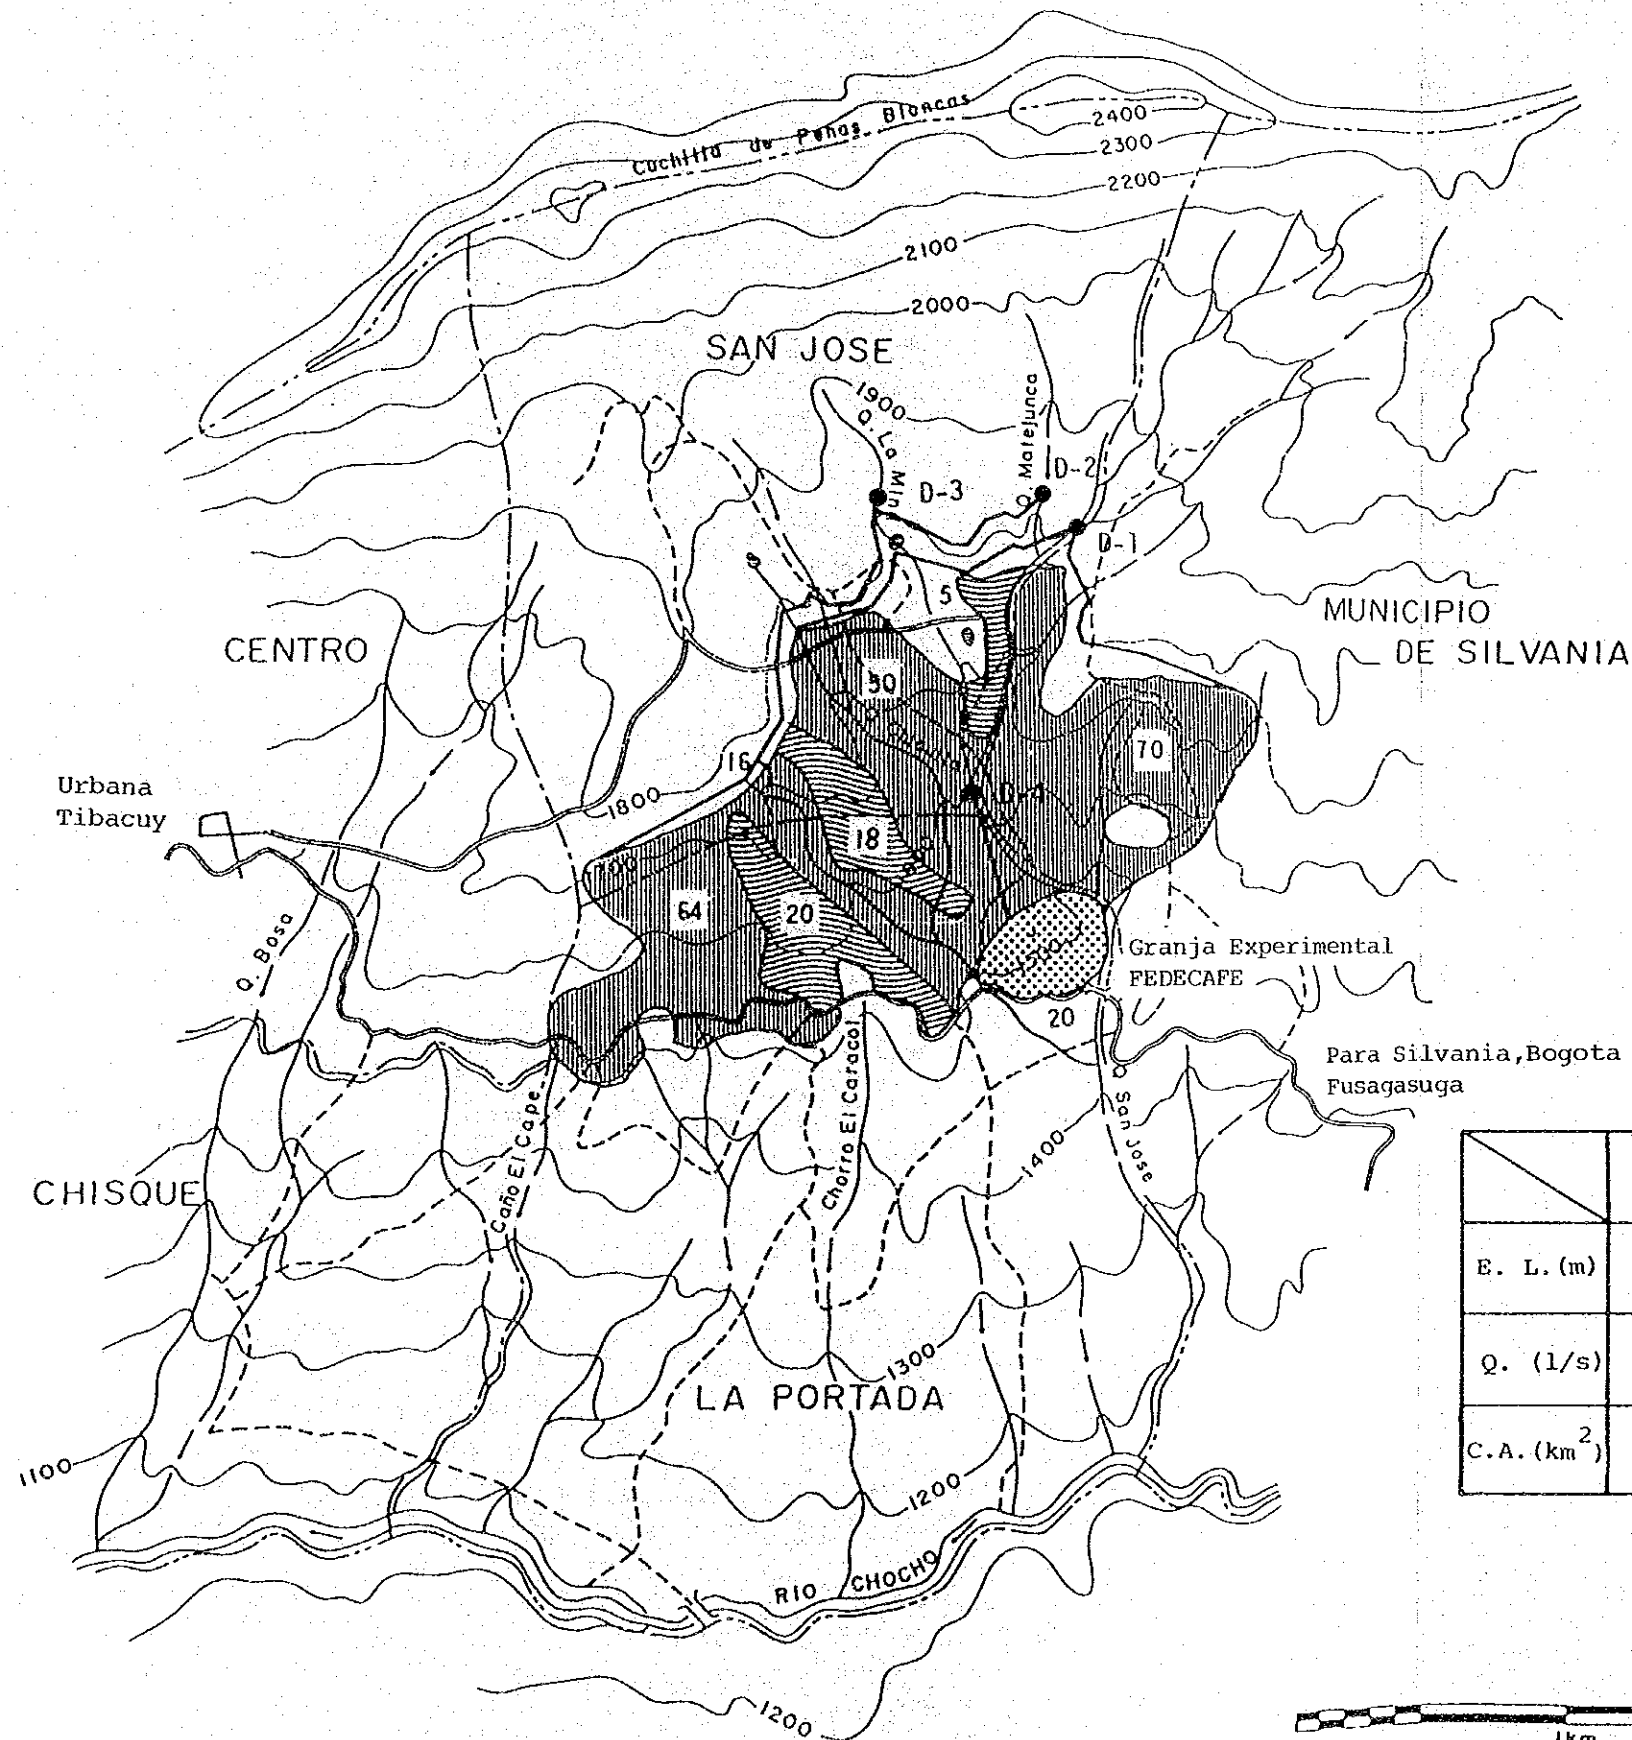 Cuchilla de Peñas Blancas
2400
2300
2200
2100
2000
SAN JOSE
1900
Q. La Mina
Q. Matejunca
D-2
D-3
D-1
5
MUNICIPIO
DE SILVANIA
CENTRO
50
70
16
Urbana
Tibacuy
1800
D-4
18
1700
64
20
Q. Bosa
Granja Experimental
FEDECAFE
20
Para Silvania, Bogota
Fusagasuga
Q. San Jose
Chorro El Caracol
Caño El Cape
1400
CHISQUE
E. L. (m)
Q. (l/s)
C.A. (km²)
1300
LA PORTADA
1100
1200
RIO CHOCHO
1200
1km